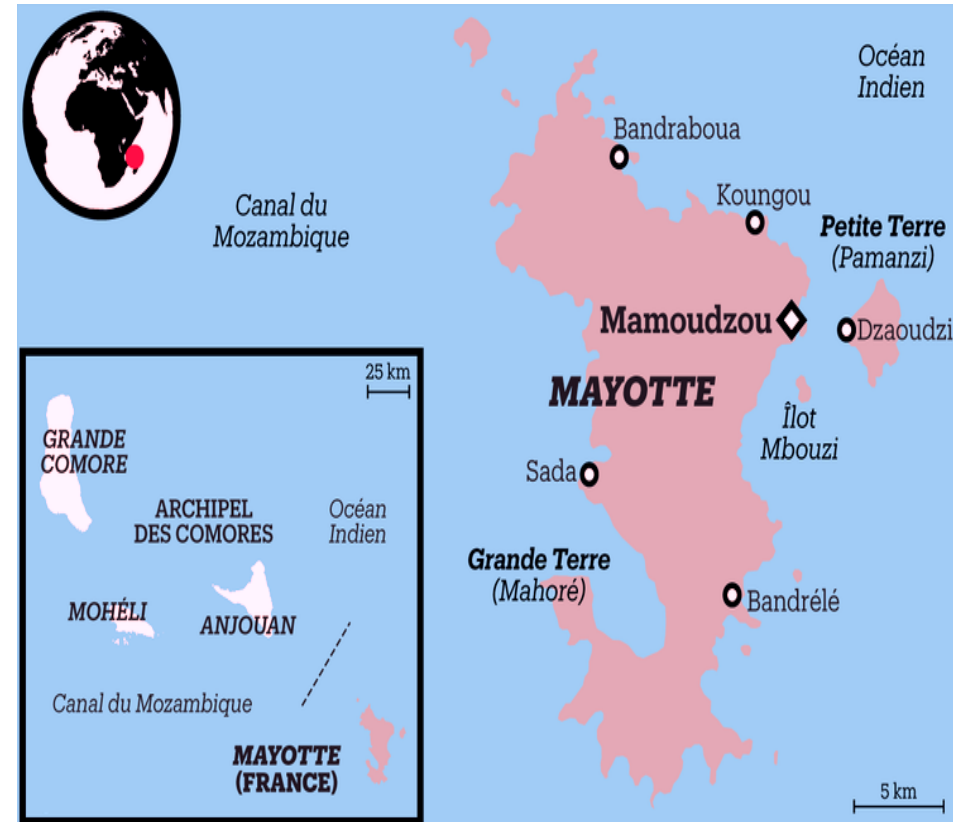 Océan
Indien
Bandraboua
Canal du
Mozambique
Koungou
Petite Terre
(Pamanzi)
Mamoudzou
Dzaoudzi
MAYOTTE
Îlot
Mbouzi
Sada
Grande Terre
(Mahoré)
Bandrélé
5 km
25 km
GRANDE
COMORE
ARCHIPEL
DES COMORES
Océan
Indien
MOHÉLI
ANJOUAN
Canal du Mozambique
MAYOTTE
(FRANCE)